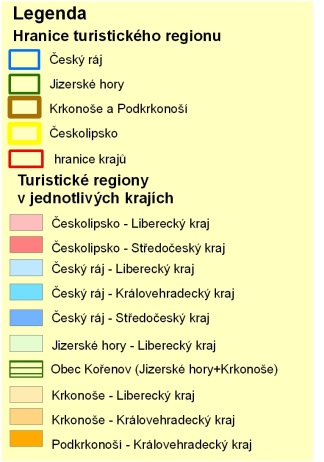 Legenda
Hranice turistického regionu
Český ráj
Jizerské hory
Krkonoše a Podkrkonoší
Českolipsko
hranice krajů
Turistické regiony
v jednotlivých krajích
Českolipsko - Liberecký kraj
Českolipsko - Středočeský kraj
Český ráj - Liberecký kraj
Český ráj - Královehradecký kraj
Český ráj - Středočeský kraj
Jizerské hory - Liberecký kraj
Obec Kořenov (Jizerské hory+Krkonoše)
Krkonoše - Liberecký kraj
Krkonoše - Královehradecký kraj
Podkrkonoší - Královehradecký kraj